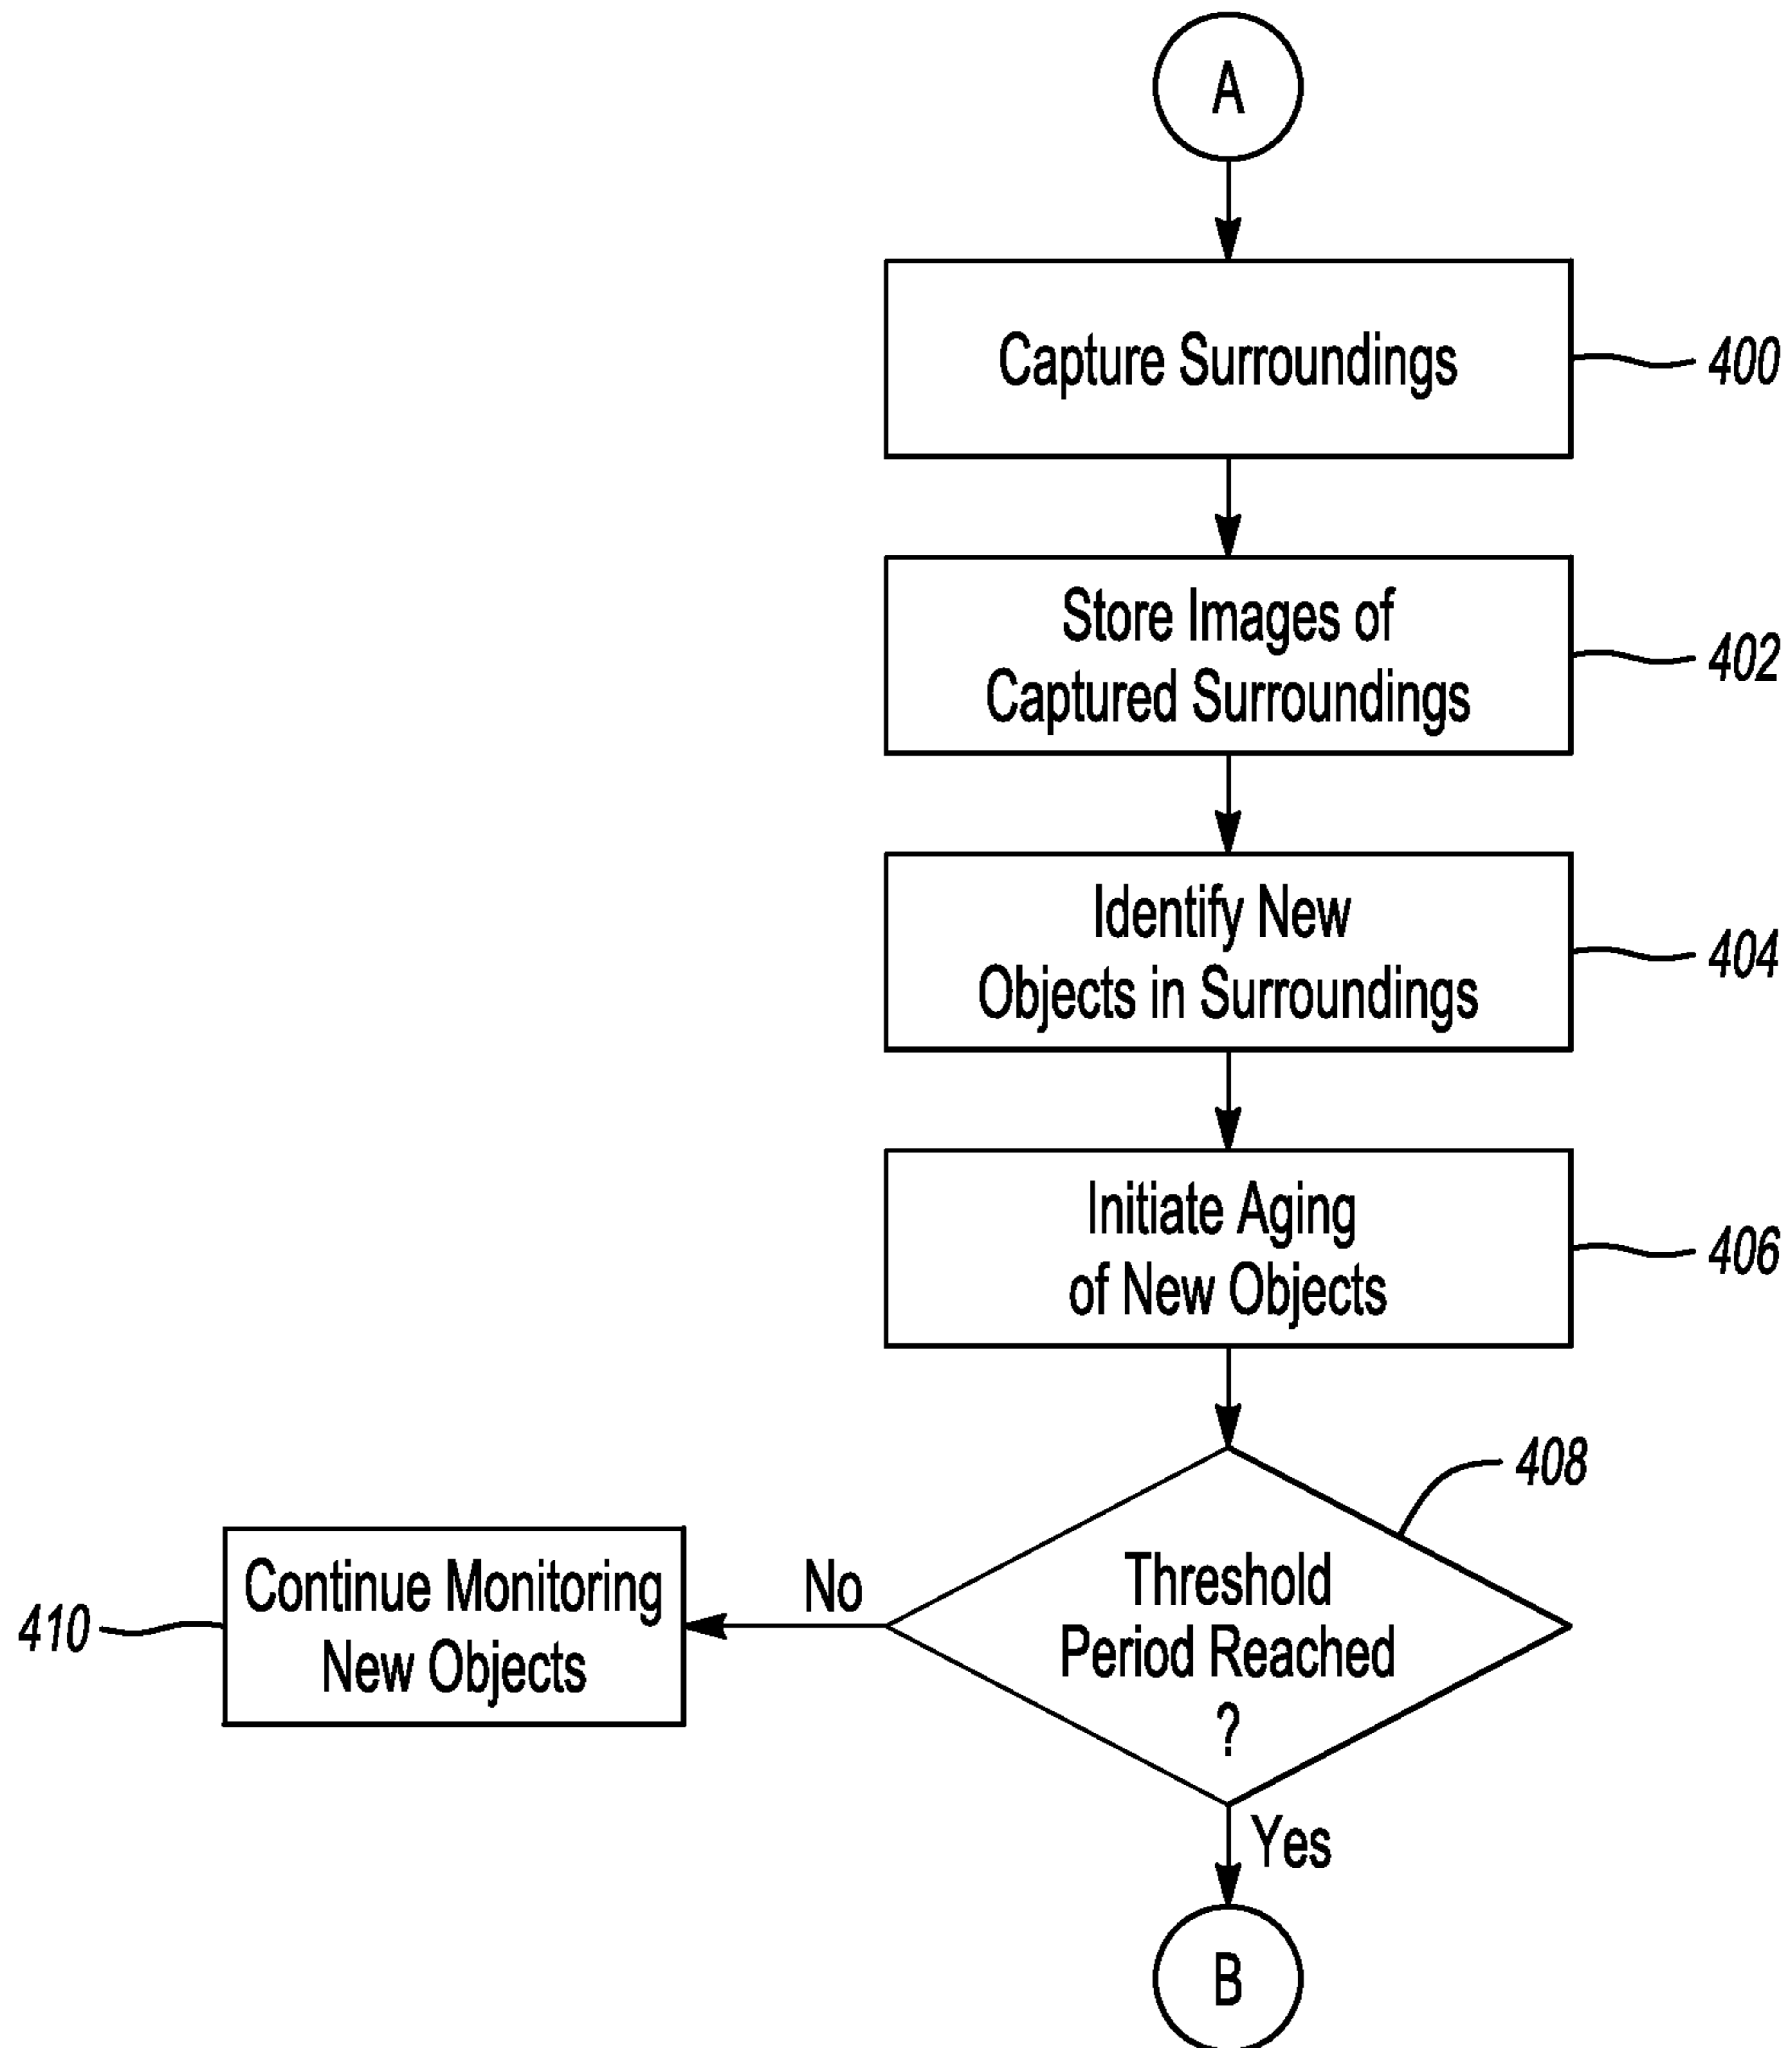 A
Capture Surroundings
400
Store Images of
Captured Surroundings
402
Identify New
Objects in Surroundings
404
Initiate Aging
of New Objects
406
408
Threshold
Period Reached
?
No
Continue Monitoring
New Objects
410
Yes
B